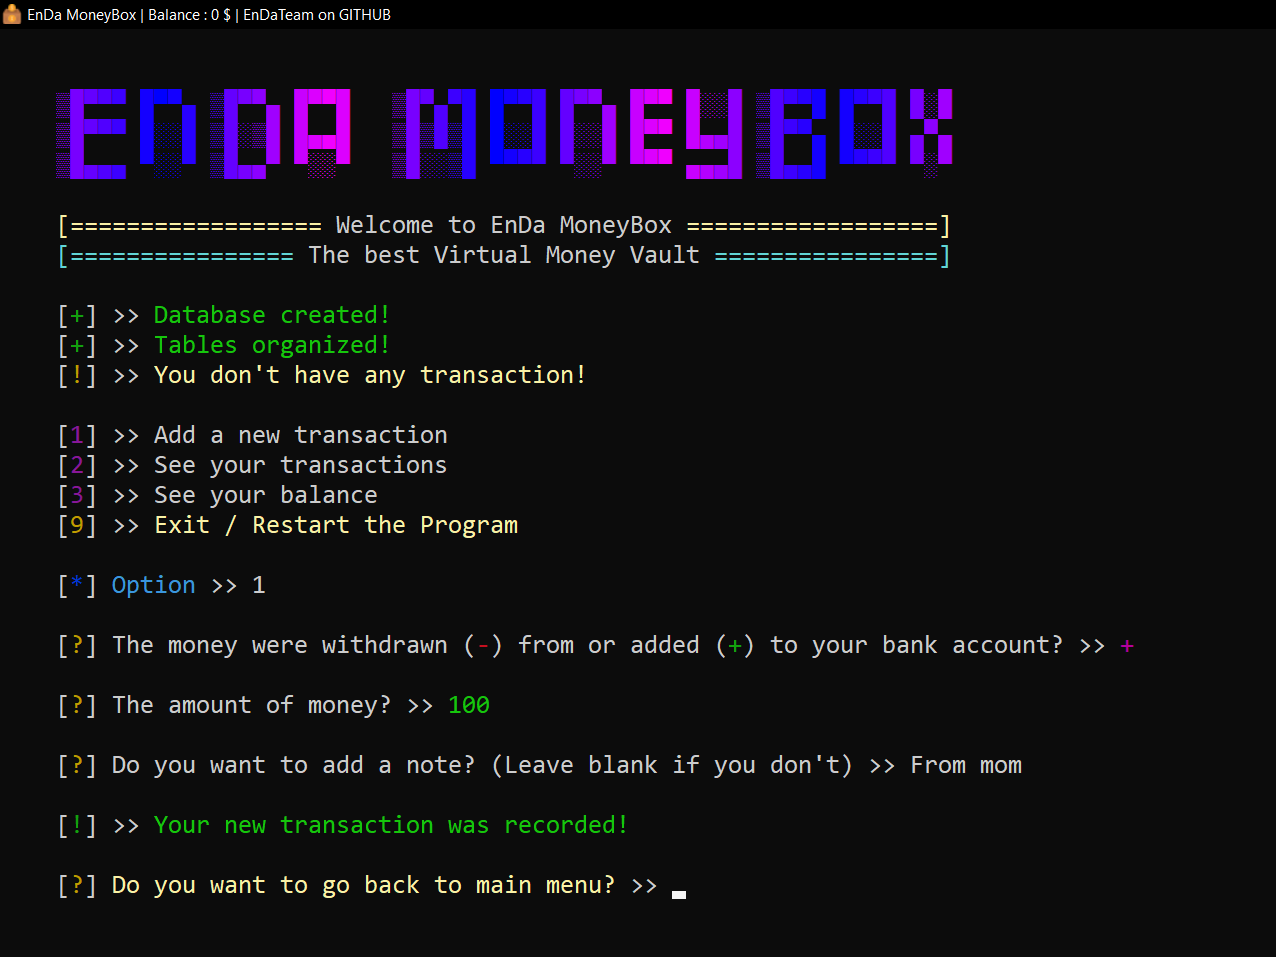 EnDa MoneyBox | Balance : 0 $ | EnDaTeam on GITHUB
EnDA MOnEyBOX
[================== Welcome to EnDa MoneyBox ==================]
[================ The best Virtual Money Vault ================]
[+] >> Database created!
[+] >> Tables organized!
[!] >> You don't have any transaction!
[1] >> Add a new transaction
[2] >> See your transactions
[3] >> See your balance
[9] >> Exit / Restart the Program
[*] Option >> 1
[?] The money were withdrawn (-) from or added (+) to your bank account? >> +
[?] The amount of money? >> 100
[?] Do you want to add a note? (Leave blank if you don't) >> From mom
[!] >> Your new transaction was recorded!
[?] Do you want to go back to main menu? >>